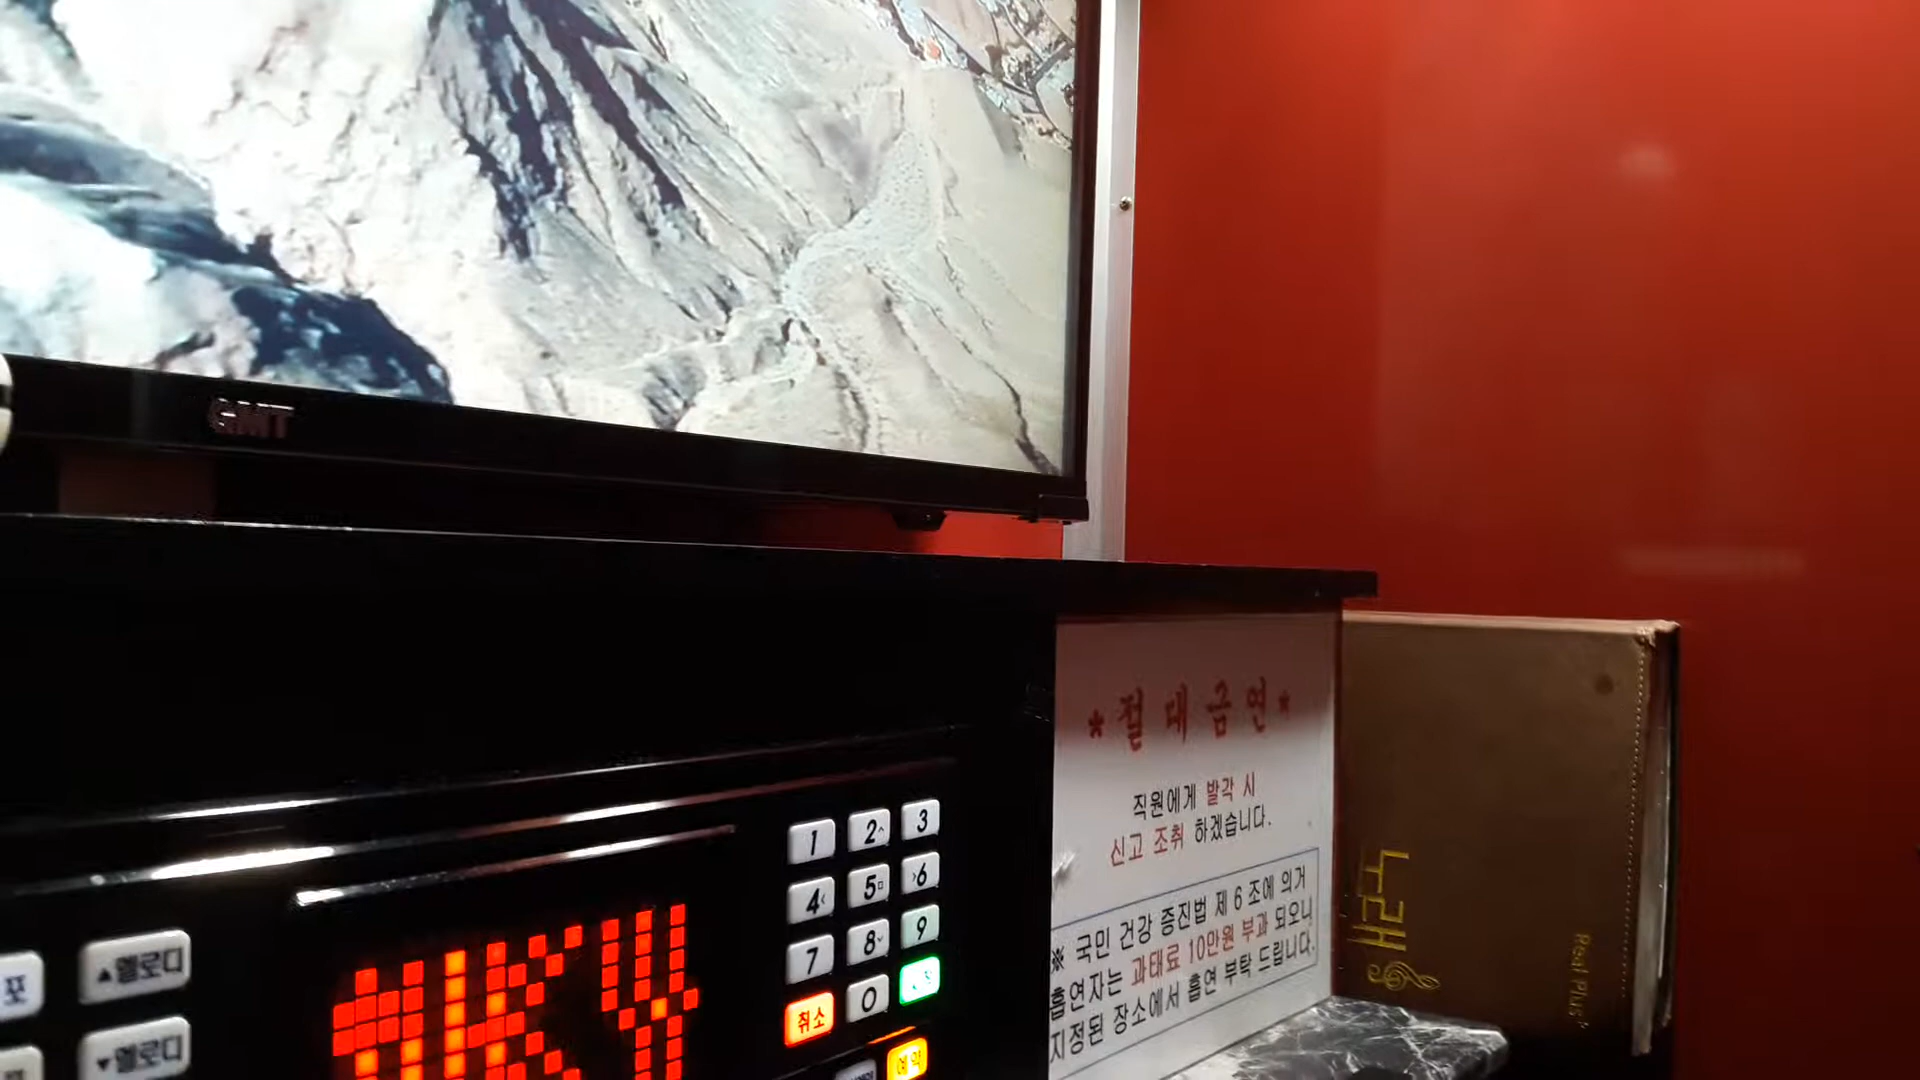 GMT
* 절 대 금 연 *
직원에게 발각 시
신고 조취 하겠습니다.
※ 국민 건강 증진법 제 6 조에 의거
흡연자는 과태료 10만원 부과 되오니
지정된 장소에서 흡연 부탁 드립니다.
노래
Real Plus
1 2 3
4 5 6
7 8 9
취소 0
예약
▲멜로디
▼멜로디
포